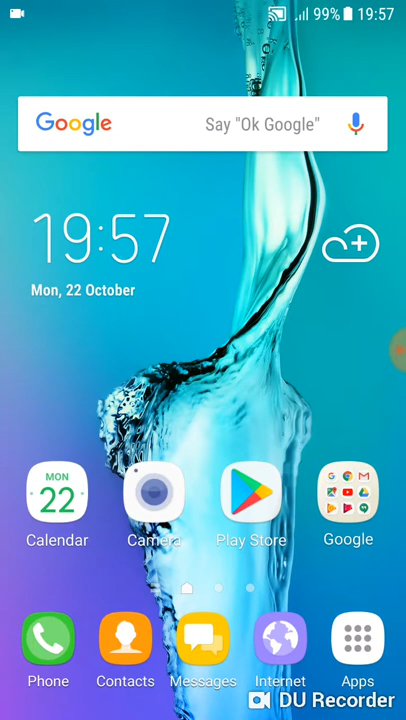 99% 19:57
Google Say "Ok Google"
19:57
Mon, 22 October
MON
22
Calendar Camera Play Store Google
Phone Contacts Messages Internet Apps
DU Recorder